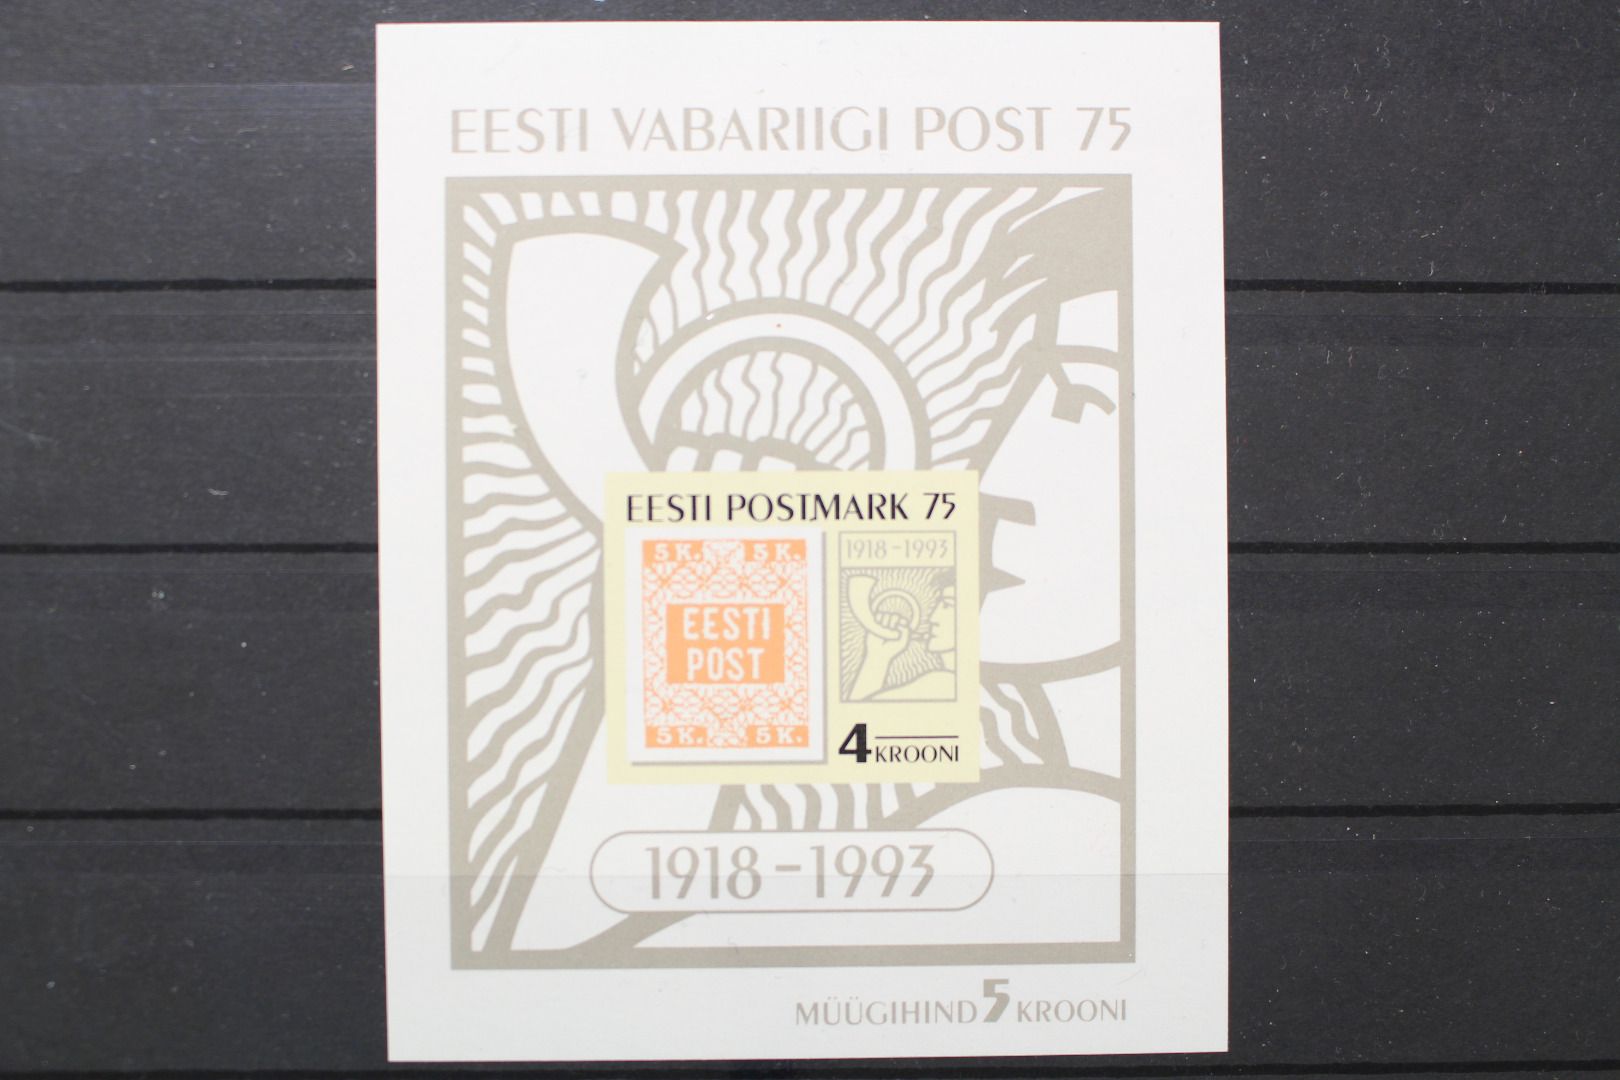 EESTI VABARIIGI POST 75
EESTI POSTMARK 75
5 K. 5 K.
EESTI
POST
5 K. 5 K.
1918-1993
4 KROONI
1918-1993
MÜÜGIHIND 5 KROONI